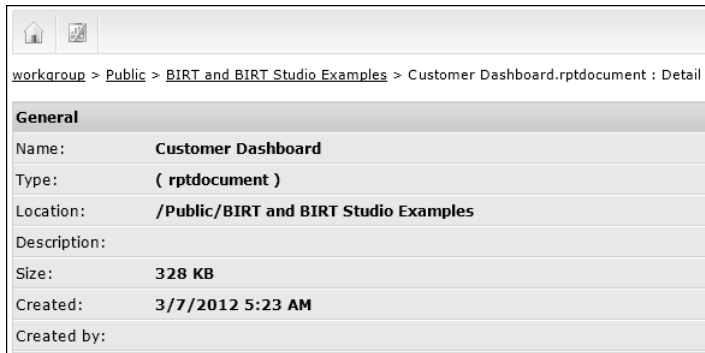 workgroup > Public > BIRT and BIRT Studio Examples > Customer Dashboard.rptdocument : Detail
General
Name: Customer Dashboard
Type: ( rptdocument )
Location: /Public/BIRT and BIRT Studio Examples
Description:
Size: 328 KB
Created: 3/7/2012 5:23 AM
Created by: